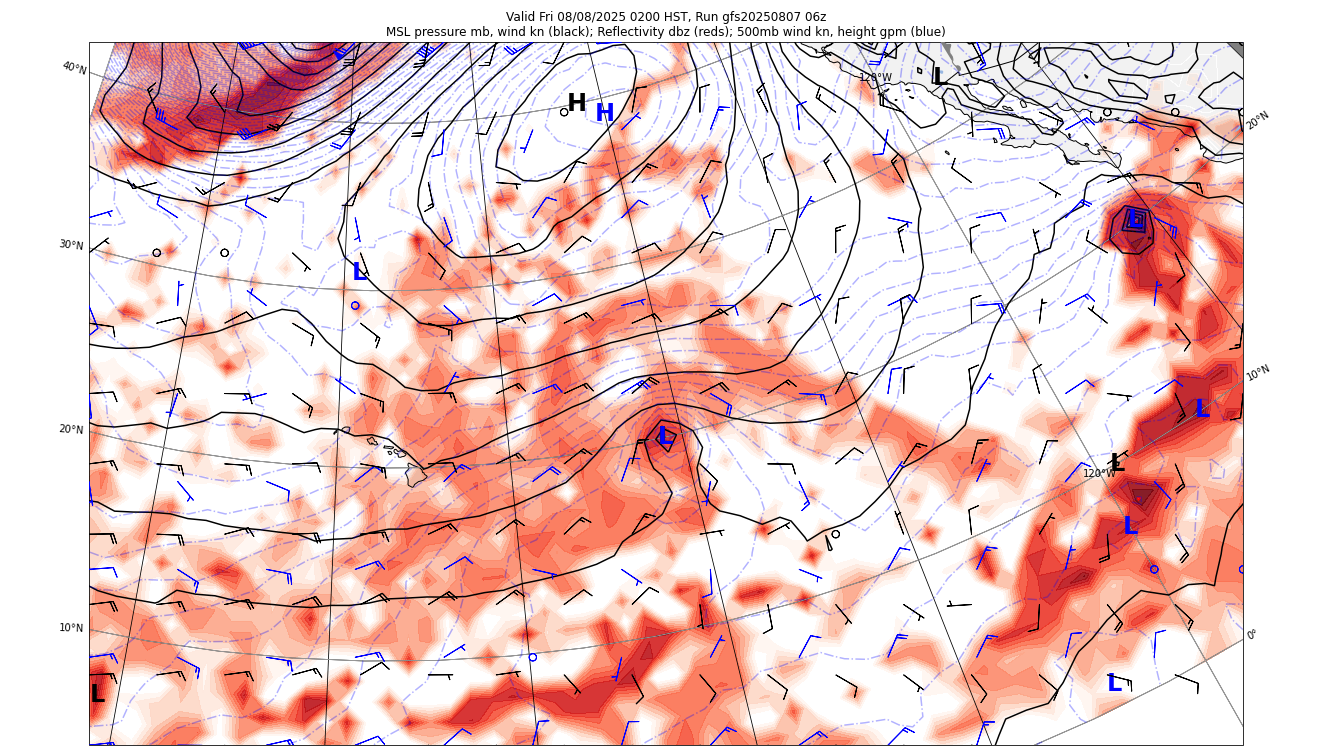 Valid Fri 08/08/2025 0200 HST, Run gfs20250807 06z
MSL pressure mb, wind kn (black); Reflectivity dbz (reds); 500mb wind kn, height gpm (blue)
40°N
120°W
L
H
H
20°N
30°N
L
L
10°N
L
20°N
L
L
120°W
L
10°N
0°
L
L